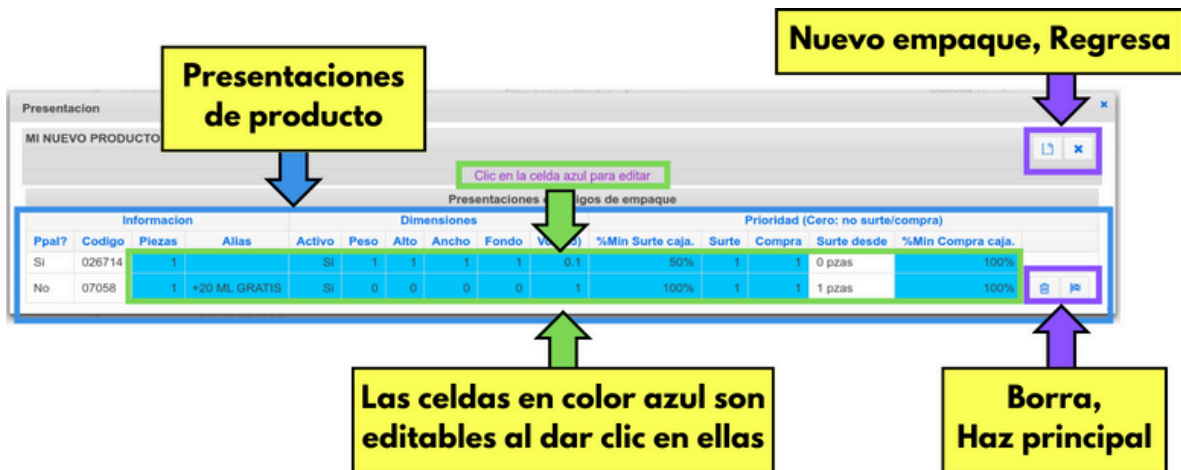 Nuevo empaque, Regresa
Presentaciones
de producto
Presentacion
MI NUEVO PRODUCTO
Clic en la celda azul para editar
Presentaciones igos de empaque
Informacion Dimensiones Prioridad (Cero: no surte/compra)
Ppal? Codigo Piezas Alias Activo Peso Alto Ancho Fondo %Min Surte caja. Surte Compra Surte desde %Min Compra caja.
Si 026714 1 Si 1 1 1 1 0.1 50% 1 1 0 pzas 100%
No 07058 1 +20 ML GRATIS Si 0 0 0 0 1 100% 1 1 1 pzas 100%
Las celdas en color azul son
editables al dar clic en ellas
Borra,
Haz principal